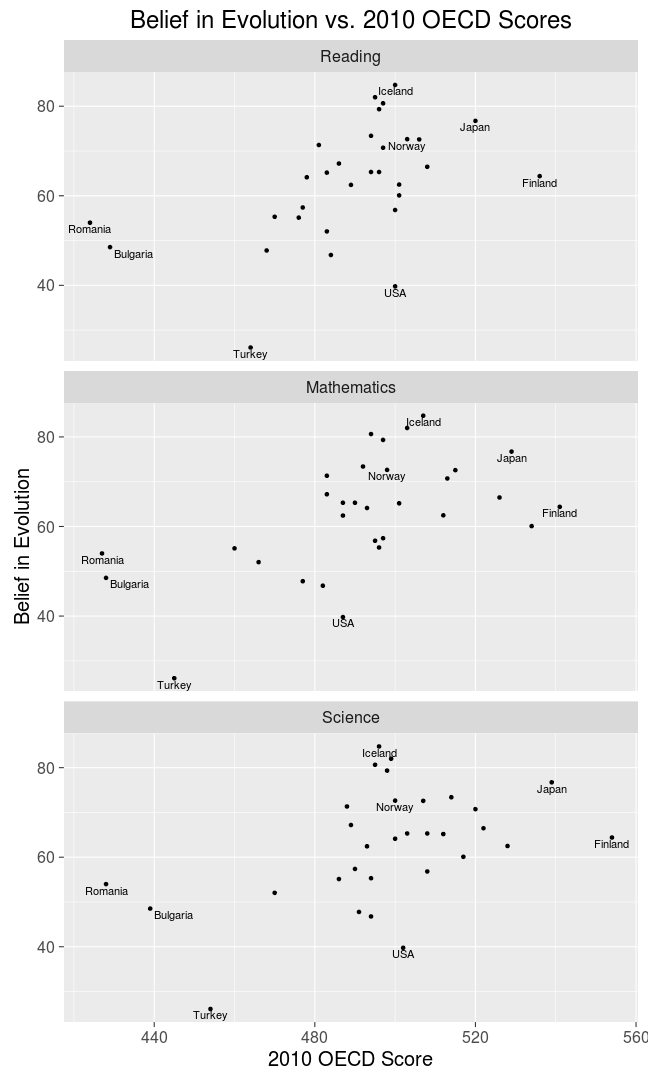 Belief in Evolution vs. 2010 OECD Scores
Reading
80
60
40
Iceland
Japan
Norway
Finland
Romania
Bulgaria
USA
Turkey
Mathematics
80
60
40
Iceland
Japan
Norway
Finland
Romania
Bulgaria
USA
Turkey
Belief in Evolution
Science
80
60
40
Iceland
Japan
Norway
Finland
Romania
Bulgaria
USA
Turkey
440 480 520 560
2010 OECD Score